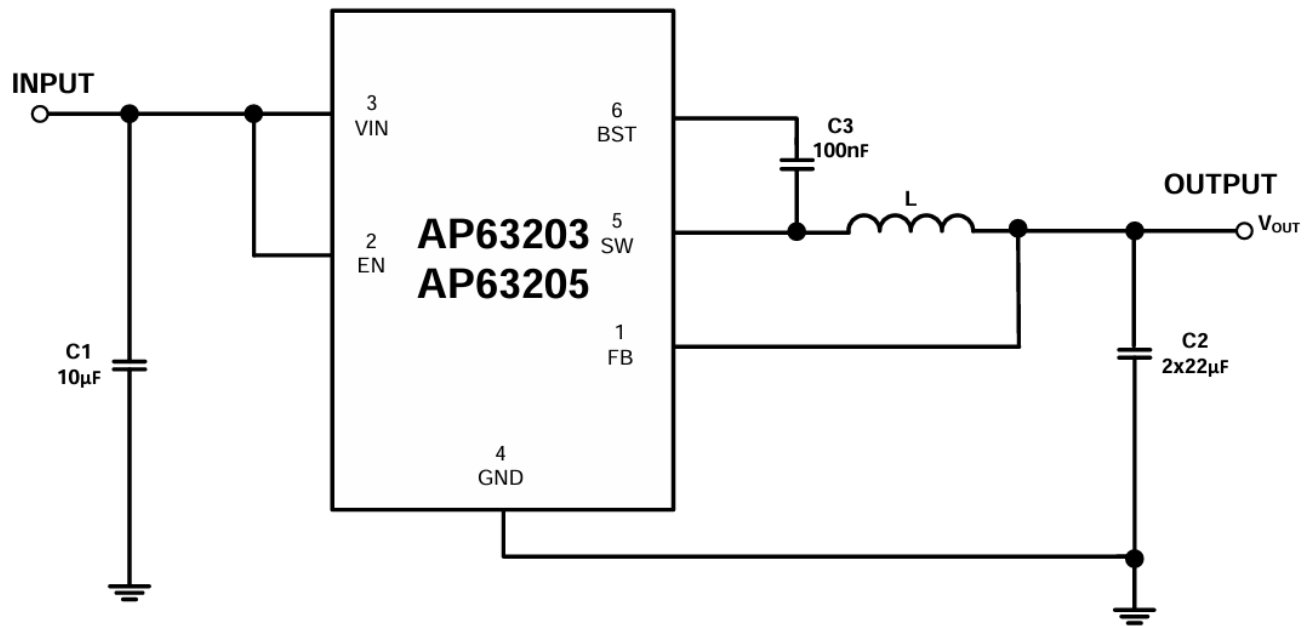 INPUT
3
VIN
2
EN
C1
10µF
AP63203
AP63205
6
BST
5
SW
1
FB
4
GND
C3
100nF
L
OUTPUT
VOUT
C2
2x22µF